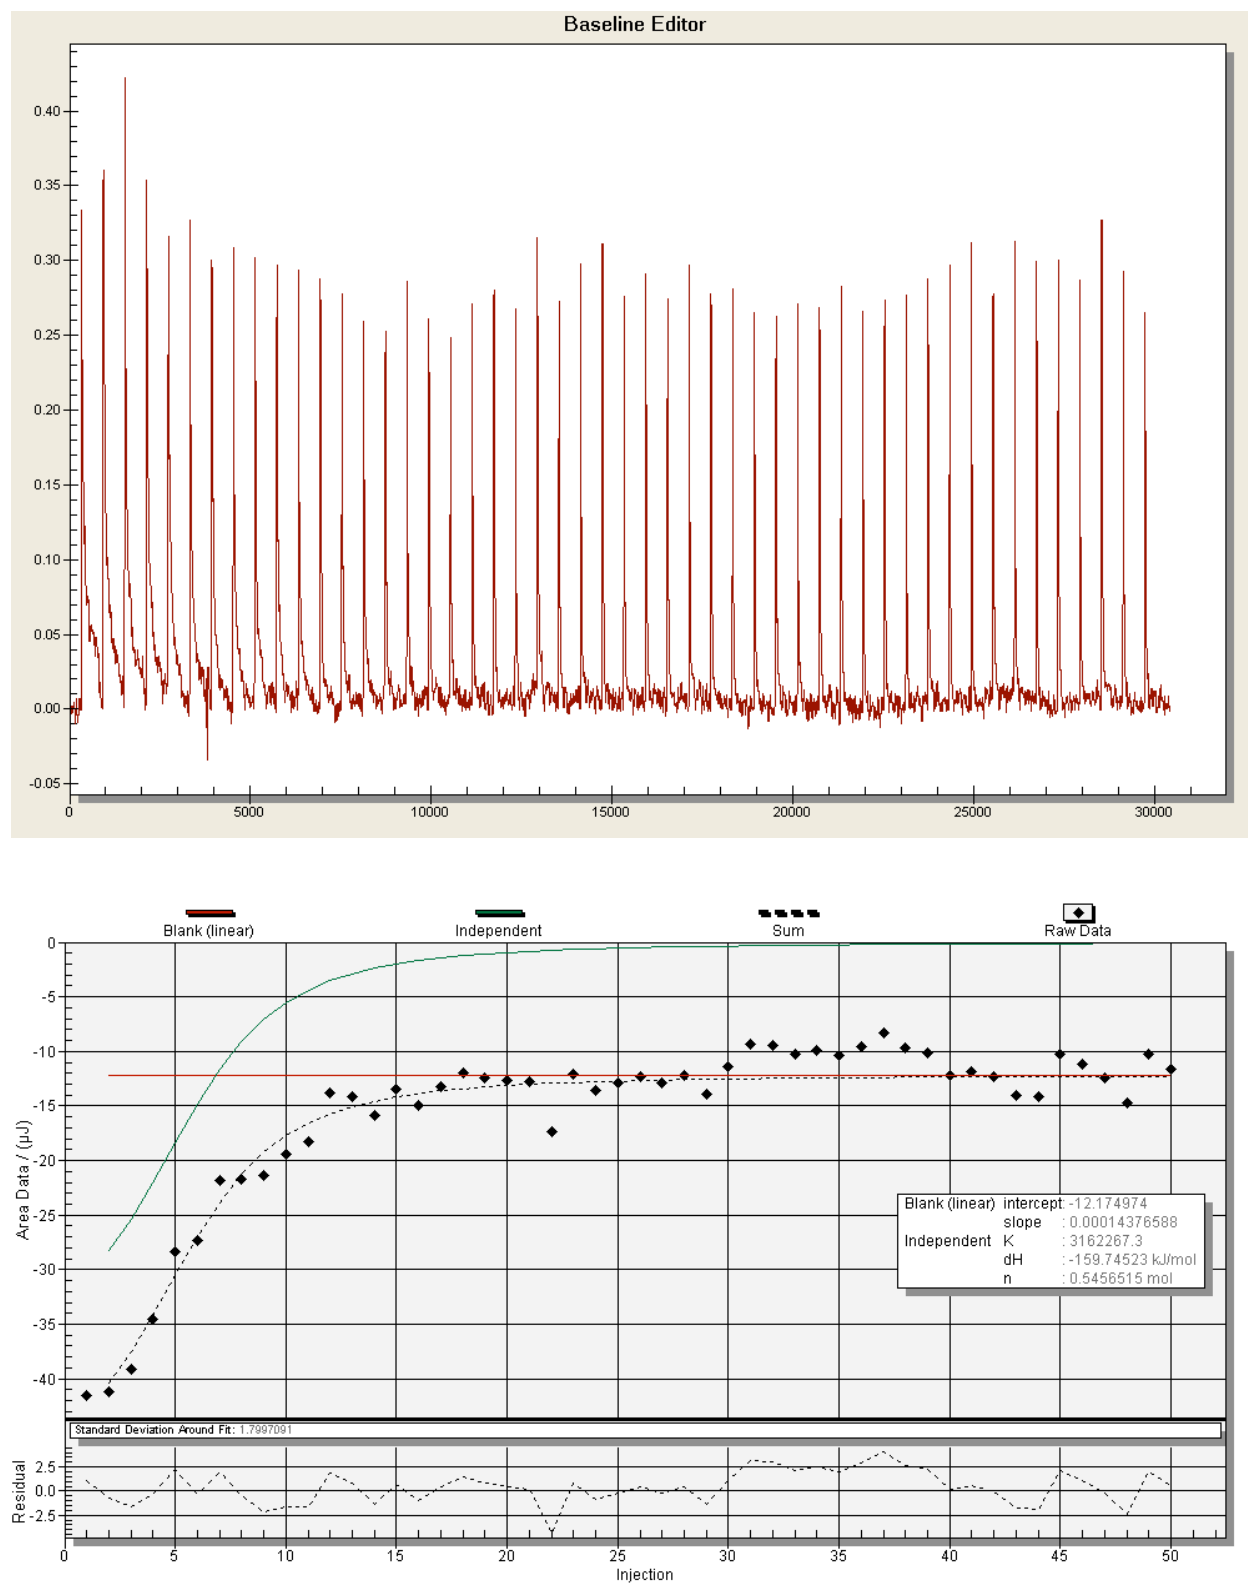 Baseline Editor
0.40
0.35
0.30
0.25
0.20
0.15
0.10
0.05
0.00
-0.05
0 5000 10000 15000 20000 25000 30000
Blank (linear) Independent Sum Raw Data
0
-5
-10
-15
-20
-25
-30
-35
-40
Area Data / (µJ)
Blank (linear) intercept: -12.174974
slope : 0.00014376588
Independent K : 3162267.3
dH : -159.74523 kJ/mol
n : 0.5456515 mol
Standard Deviation Around Fit: 1.7997091
2.5
0.0
-2.5
Residual
0 5 10 15 20 25 30 35 40 45 50
Injection